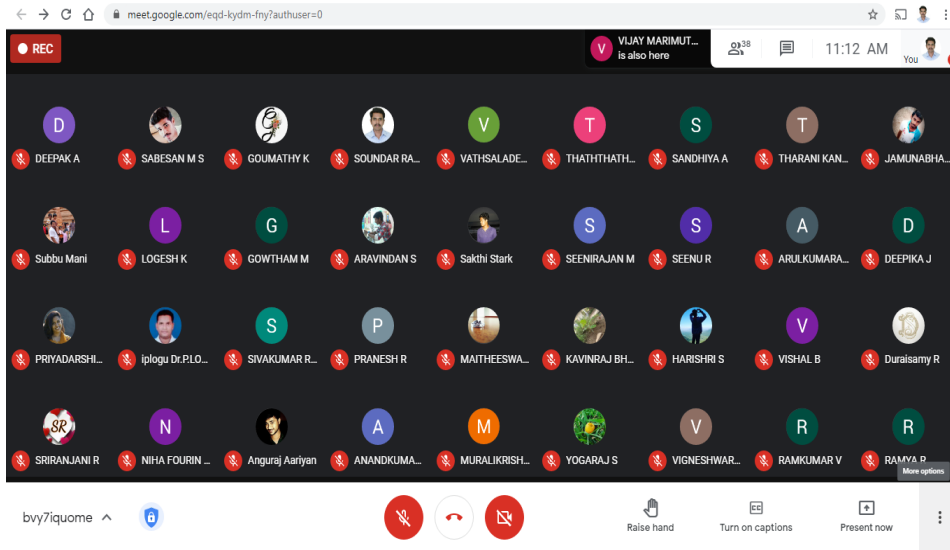 meet.google.com/eqd-kydm-fny?authuser=0
REC
V VIJAY MARIMUT...
is also here
38
11:12 AM
You
D T S T
V
DEEPAK A SABESAN M S GOUMATHY K SOUNDAR RA... VATHSALADE... THATHTHATH... SANDHIYA A THARANI KAN... JAMUNABHA...
L G S S A D
Subbu Mani LOGESH K GOWTHAM M ARAVINDAN S Sakthi Stark SEENIRAJAN M SEENU R ARULKUMARA... DEEPIKA J
S P V D
PRIYADARSHI... iplogu Dr.P.LO... SIVAKUMAR R... PRANESH R MAITHEESWA... KAVINRAJ BH... HARISHRI S VISHAL B Duraisamy R
SR N A M V R R
SRIRANJANI R NIHA FOURIN ... Anguraj Aariyan ANANDKUMA... MURALIKRISH... YOGARAJ S VIGNESHWAR... RAMKUMAR V RAMYA R
More options
bvy7iquome
Raise hand Turn on captions Present now